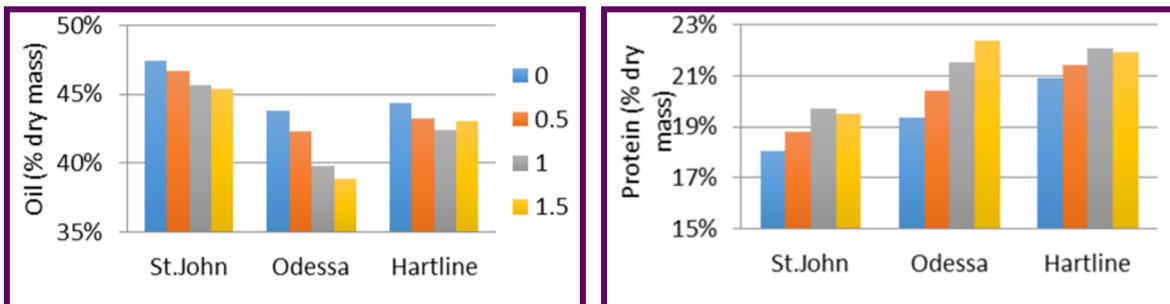 Oil (% dry mass)
50%
45%
40%
35%
St.John Odessa Hartline
0
0.5
1
1.5
Protein (% dry
mass)
23%
21%
19%
17%
15%
St.John Odessa Hartline